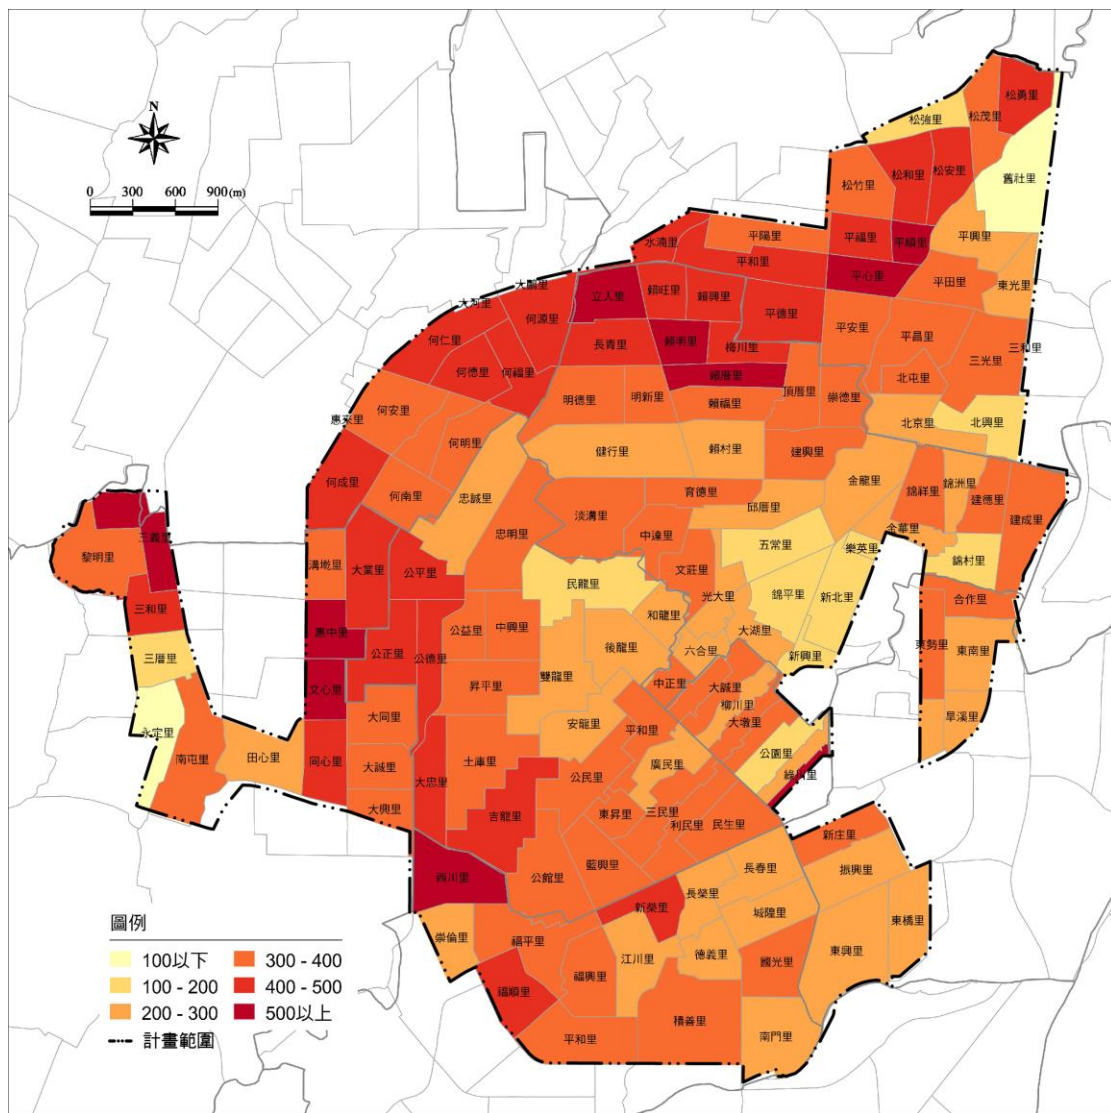 松勇里
松茂里
松強里
N
0 300 600 900(m)
舊社里
松和里
松安里
松竹里
平福里
平順里
平興里
水湳里
平陽里
平和里
平心里
平田里
東光里
大河里
立人里
賴旺里
賴興里
平德里
何源里
何仁里
長青里
賴明里
梅川里
平安里
平昌里
三和里
三光里
何德里
何福里
賴厝里
頂厝里
崇德里
北屯里
何安里
惠來里
明德里
明新里
賴福里
北京里
北興里
何明里
健行里
賴村里
建興里
何成里
何南里
忠誠里
育德里
金龍里
錦祥里
錦洲里
建德里
建成里
淡溝里
邱厝里
忠明里
中達里
金華里
三義里
黎明里
五常里
樂英里
錦村里
溝墘里
大業里
公平里
民龍里
文莊里
光大里
錦平里
新北里
合作里
三和里
和龍里
大湖里
惠中里
公益里
中興里
公正里
公德里
後龍里
六合里
新興里
東勢里
東南里
三厝里
文心里
昇平里
雙龍里
中正里
大誠里
柳川里
大墩里
旱溪里
永定里
大同里
安龍里
平和里
南屯里
田心里
同心里
大誠里
大忠里
土庫里
公民里
廣民里
公園里
綠川里
大興里
吉龍里
東昇里
三民里
利民里
民生里
新庄里
西川里
公館里
藍興里
長春里
振興里
長榮里
圖例
新榮里
城隍里
東橋里
崇倫里
福平里
江川里
德義里
國光里
東興里
100以下
300 - 400
100 - 200
400 - 500
200 - 300
500以上
計畫範圍
福興里
福順里
積善里
平和里
南門里